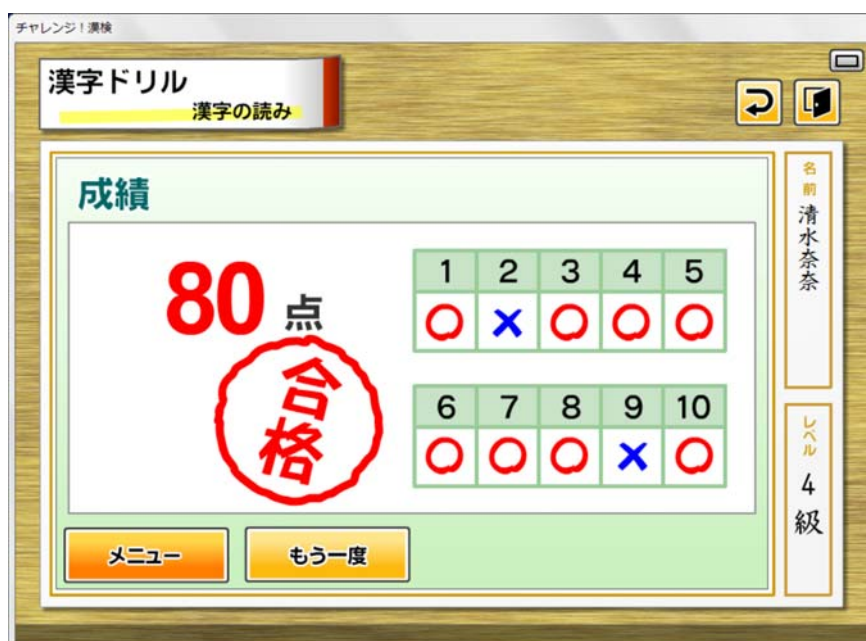 チャレンジ！漢検
漢字ドリル
漢字の読み
成績
80点
合格
1 2 3 4 5
○ × ○ ○ ○
6 7 8 9 10
○ ○ ○ × ○
メニュー
もう一度
名前
清水奈奈
レベル
4級